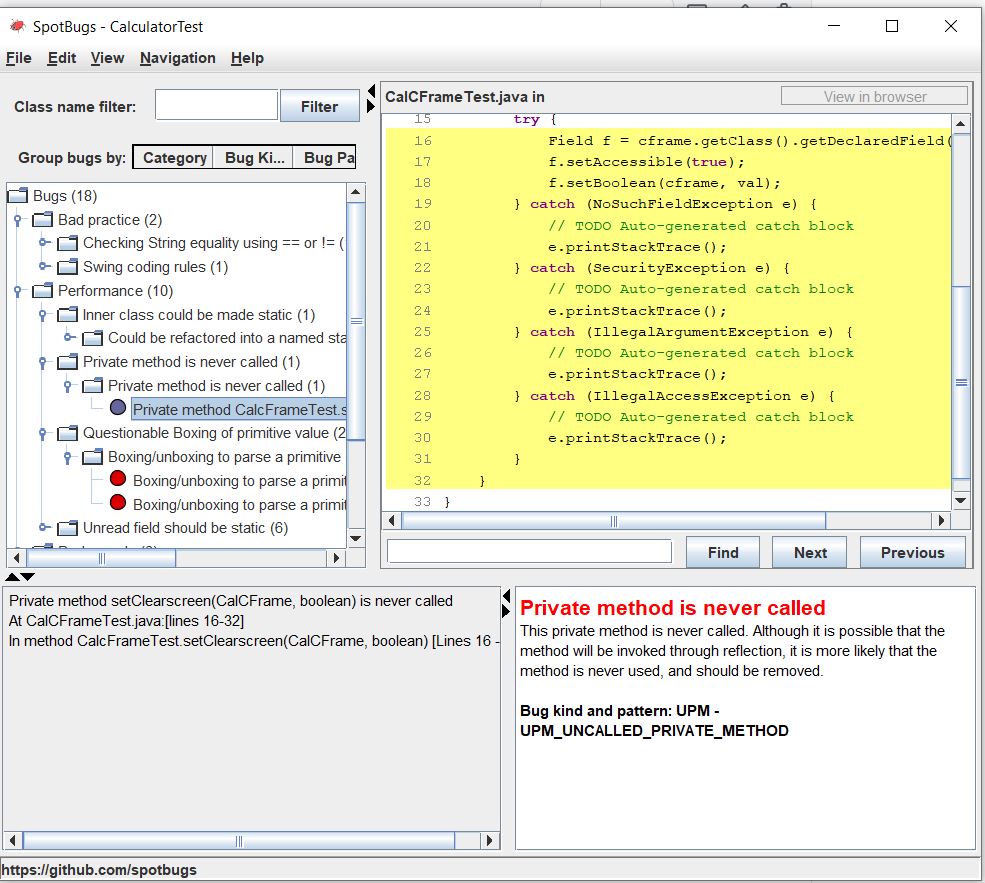 SpotBugs - CalculatorTest
File Edit View Navigation Help
Class name filter:
Filter
Group bugs by:
Category
Bug Ki...
Bug Pa
Bugs (18)
Bad practice (2)
Checking String equality using == or != (
Swing coding rules (1)
Performance (10)
Inner class could be made static (1)
Could be refactored into a named sta
Private method is never called (1)
Private method is never called (1)
Private method CalcFrameTest.s
Questionable Boxing of primitive value (2
Boxing/unboxing to parse a primitive
Boxing/unboxing to parse a primit
Boxing/unboxing to parse a primit
Unread field should be static (6)
CalCFrameTest.java in
View in browser
15 try {
16 Field f = cframe.getClass().getDeclaredField(
17 f.setAccessible(true);
18 f.setBoolean(cframe, val);
19 } catch (NoSuchFieldException e) {
20 // TODO Auto-generated catch block
21 e.printStackTrace();
22 } catch (SecurityException e) {
23 // TODO Auto-generated catch block
24 e.printStackTrace();
25 } catch (IllegalArgumentException e) {
26 // TODO Auto-generated catch block
27 e.printStackTrace();
28 } catch (IllegalAccessException e) {
29 // TODO Auto-generated catch block
30 e.printStackTrace();
31 }
32 }
33 }
Find
Next
Previous
Private method setClearscreen(CalCFrame, boolean) is never called
At CalCFrameTest.java:[lines 16-32]
In method CalcFrameTest.setClearscreen(CalCFrame, boolean) [Lines 16 -
Private method is never called
This private method is never called. Although it is possible that the
method will be invoked through reflection, it is more likely that the
method is never used, and should be removed.
Bug kind and pattern: UPM -
UPM_UNCALLED_PRIVATE_METHOD
https://github.com/spotbugs